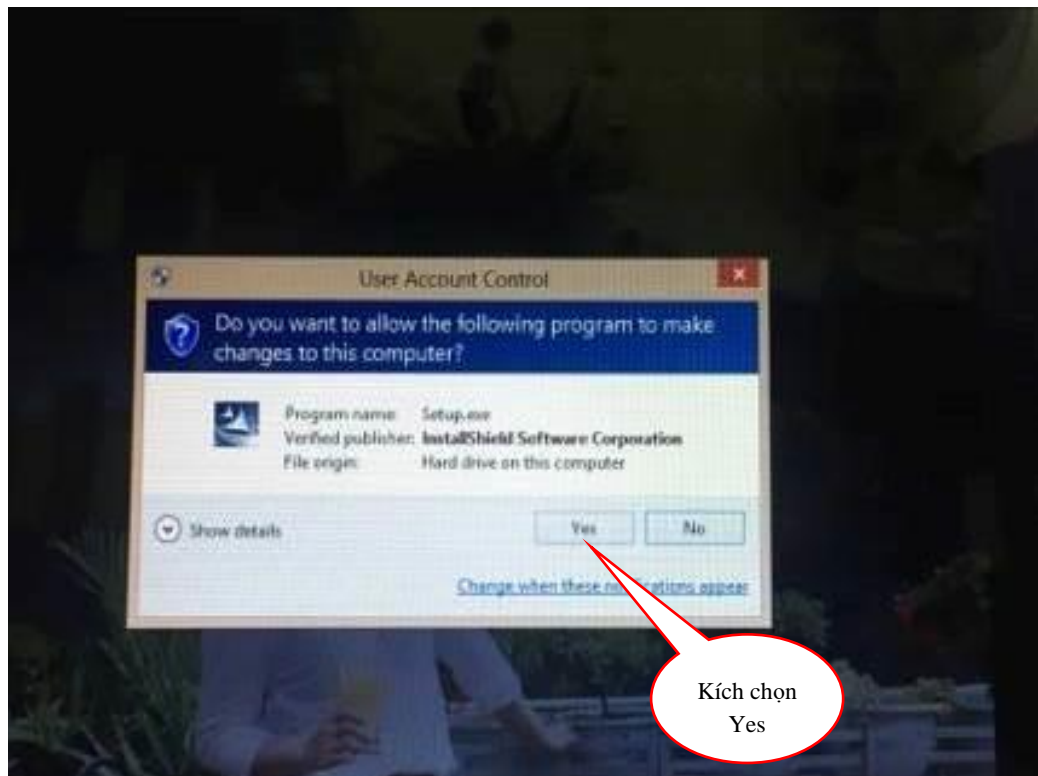 User Account Control
Do you want to allow the following program to make
changes to this computer?
Program name: Setup.exe
Verified publisher: InstallShield Software Corporation
File origin: Hard drive on this computer
Show details
Yes
No
Change when these notifications appear
Kích chọn
Yes